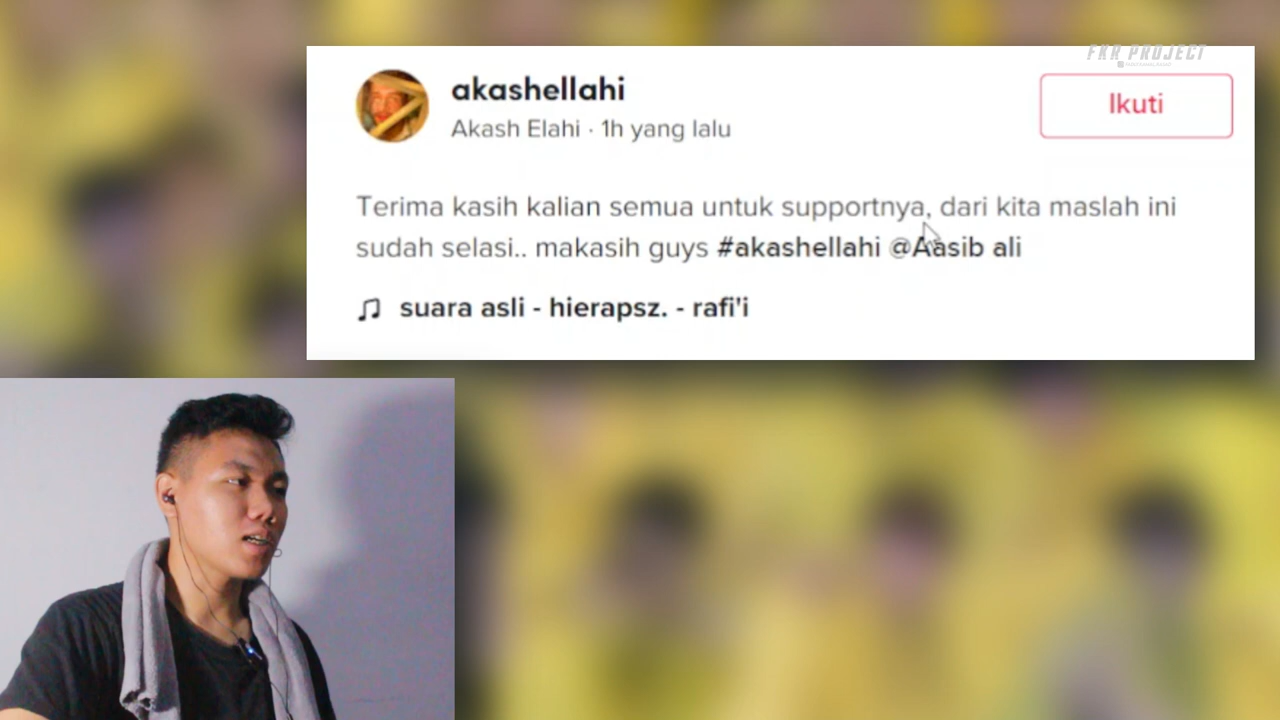 FKR PROJECT
akashellahi
Akash Elahi · 1h yang lalu
Ikuti
Terima kasih kalian semua untuk supportnya, dari kita maslah ini
sudah selasi.. makasih guys #akashellahi @Aasib ali
suara asli - hierapsz. - rafi'i